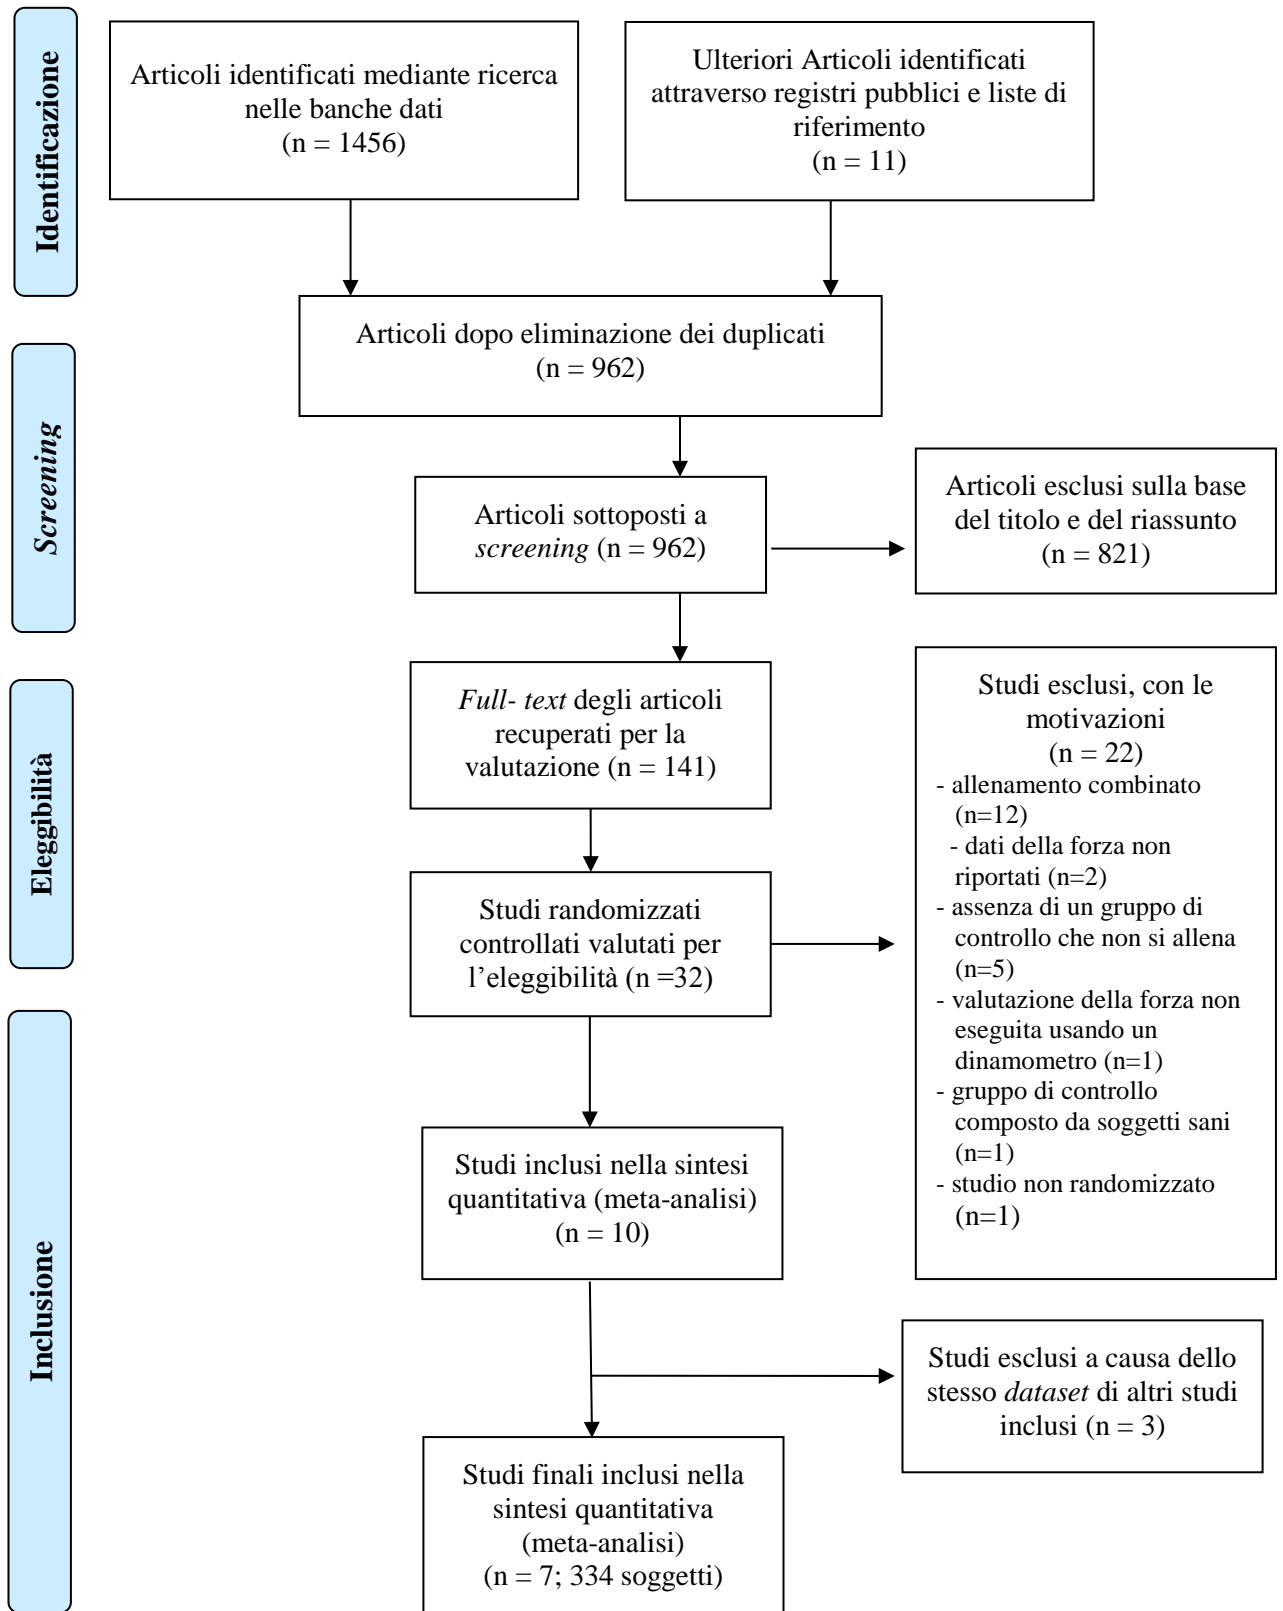 Identificazione
Articoli identificati mediante ricerca
nelle banche dati
(n = 1456)
Ulteriori Articoli identificati
attraverso registri pubblici e liste di
riferimento
(n = 11)
Articoli dopo eliminazione dei duplicati
(n = 962)
Screening
Articoli sottoposti a
screening (n = 962)
Articoli esclusi sulla base
del titolo e del riassunto
(n = 821)
Eleggibilità
Full- text degli articoli
recuperati per la
valutazione (n = 141)
Studi randomizzati
controllati valutati per
l’eleggibilità (n =32)
Studi esclusi, con le
motivazioni
(n = 22)
- allenamento combinato
(n=12)
- dati della forza non
riportati (n=2)
- assenza di un gruppo di
controllo che non si allena
(n=5)
- valutazione della forza non
eseguita usando un
dinamometro (n=1)
- gruppo di controllo
composto da soggetti sani
(n=1)
- studio non randomizzato
(n=1)
Inclusione
Studi inclusi nella sintesi
quantitativa (meta-analisi)
(n = 10)
Studi esclusi a causa dello
stesso dataset di altri studi
inclusi (n = 3)
Studi finali inclusi nella
sintesi quantitativa
(meta-analisi)
(n = 7; 334 soggetti)